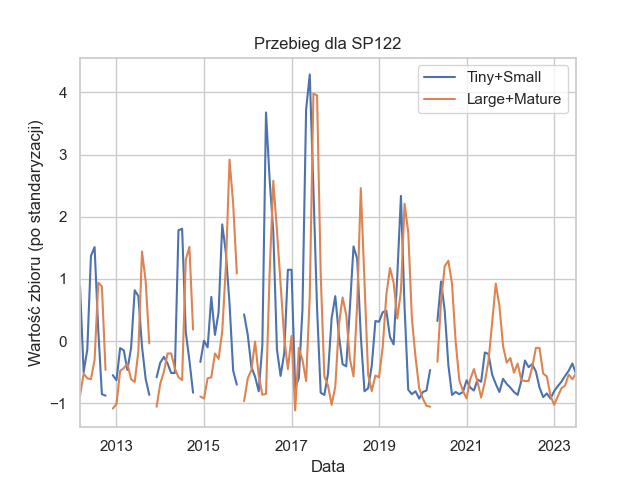 Przebieg dla SP122
Tiny+Small
Large+Mature
Wartość zbioru (po standaryzacji)
4
3
2
1
0
−1
2013
2015
2017
2019
2021
2023
Data